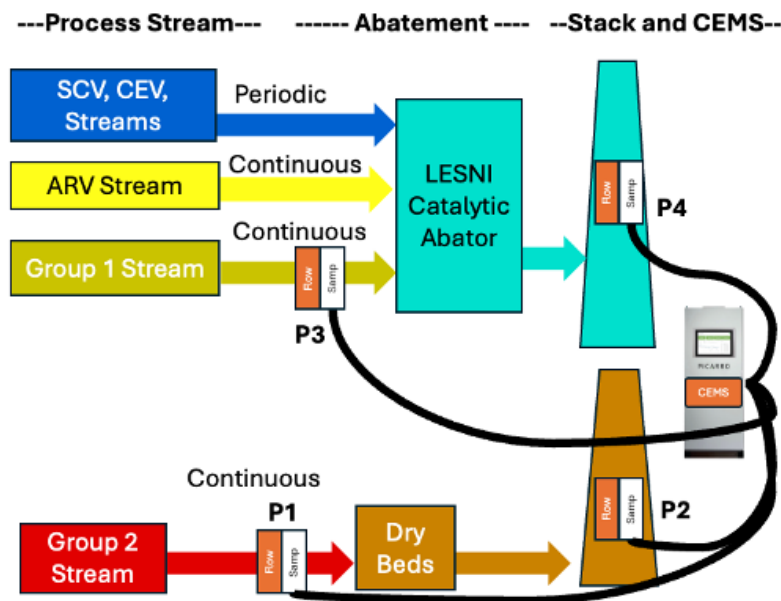 ---Process Stream---
---- Abatement ----
--Stack and CEMS--
SCV, CEV,
Streams
Periodic
ARV Stream
Continuous
Group 1 Stream
Continuous
Flow
Samp
P3
LESNI
Catalytic
Abator
Flow
Samp
P4
PICARRO
CEMS
Group 2
Stream
Continuous
P1
Flow
Samp
Dry
Beds
Flow
Samp
P2